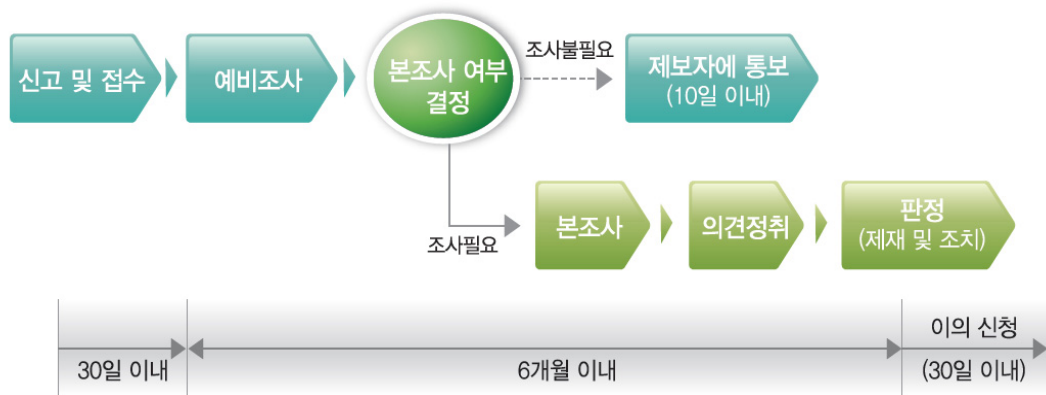 신고 및 접수
예비조사
본조사 여부
결정
조사불필요
제보자에 통보
(10일 이내)
조사필요
본조사
의견정취
판정
(제재 및 조치)
30일 이내
6개월 이내
이의 신청
(30일 이내)